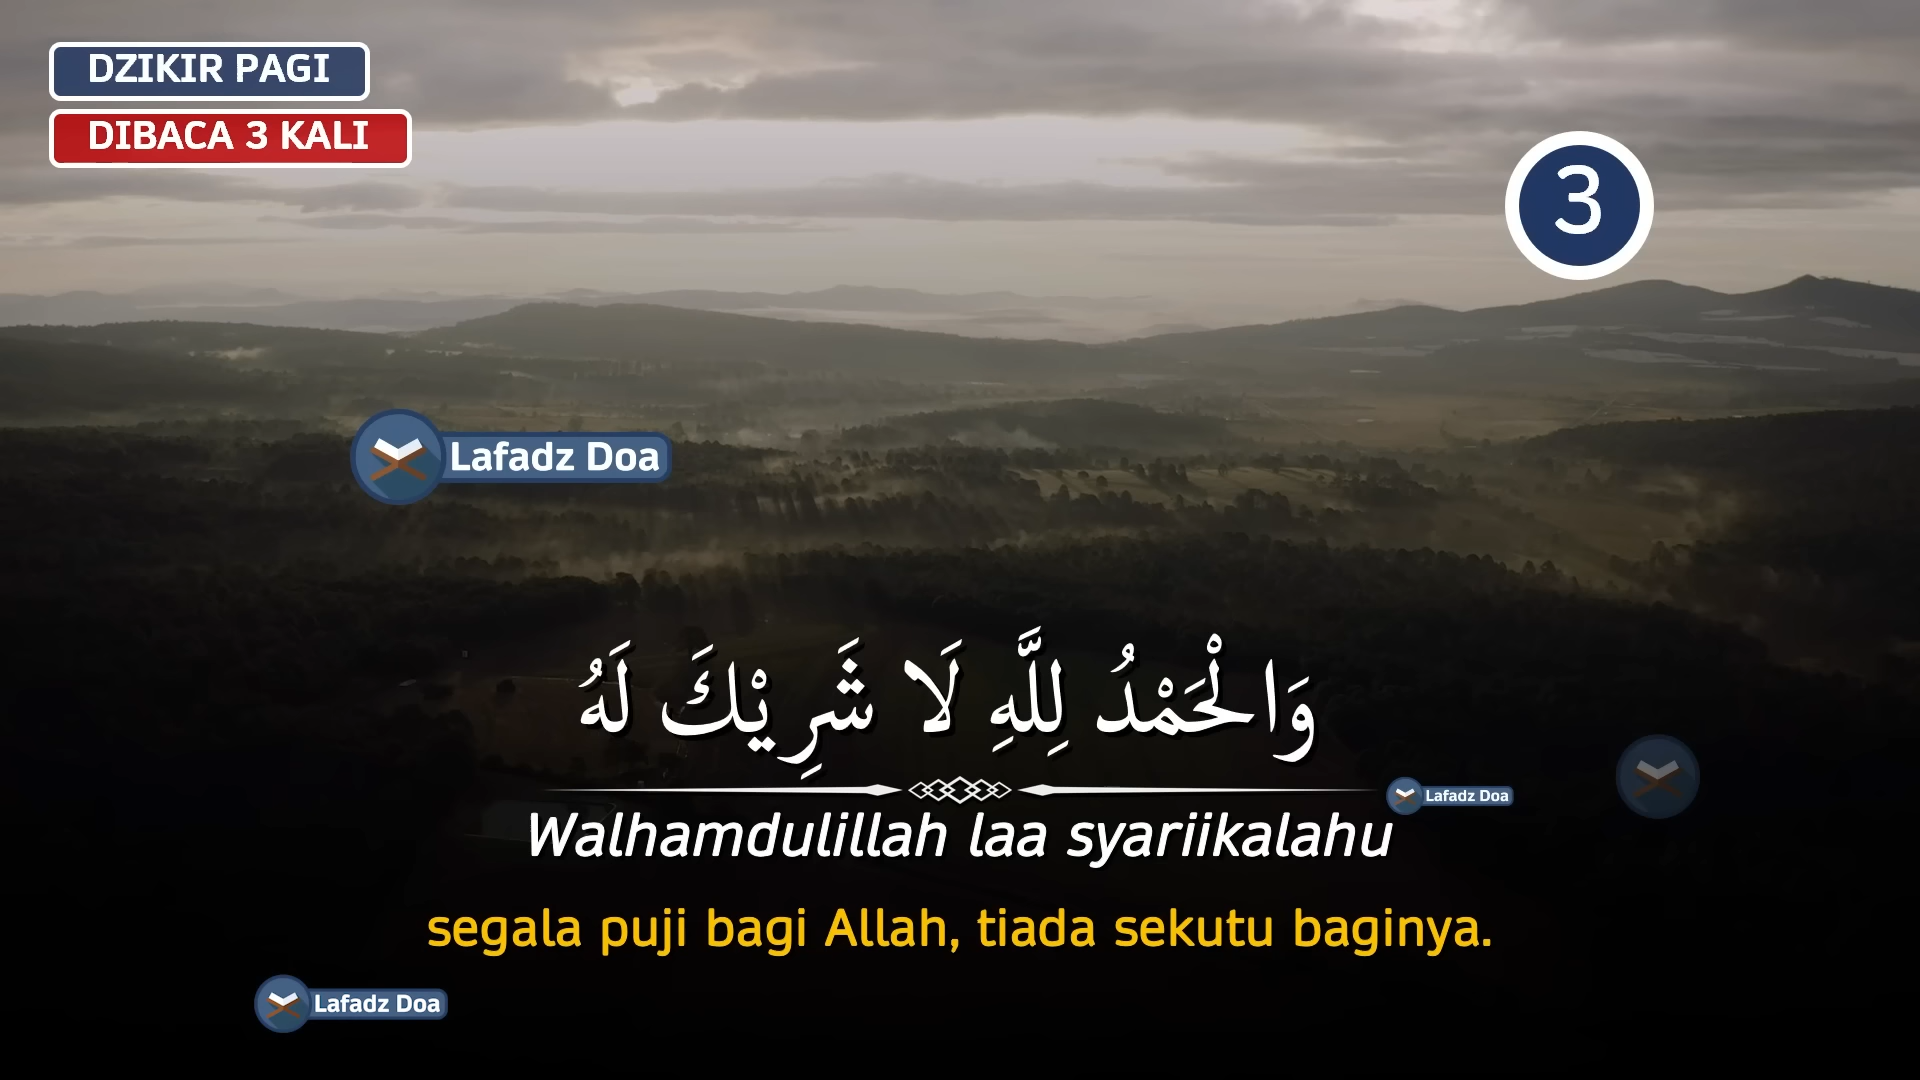 DZIKIR PAGI
DIBACA 3 KALI
3
Lafadz Doa
وَالْحَمْدُ لِلَّهِ لَا شَرِيْكَ لَهُ
Lafadz Doa
Walhamdulillah laa syariikalahu
segala puji bagi Allah, tiada sekutu baginya.
Lafadz Doa